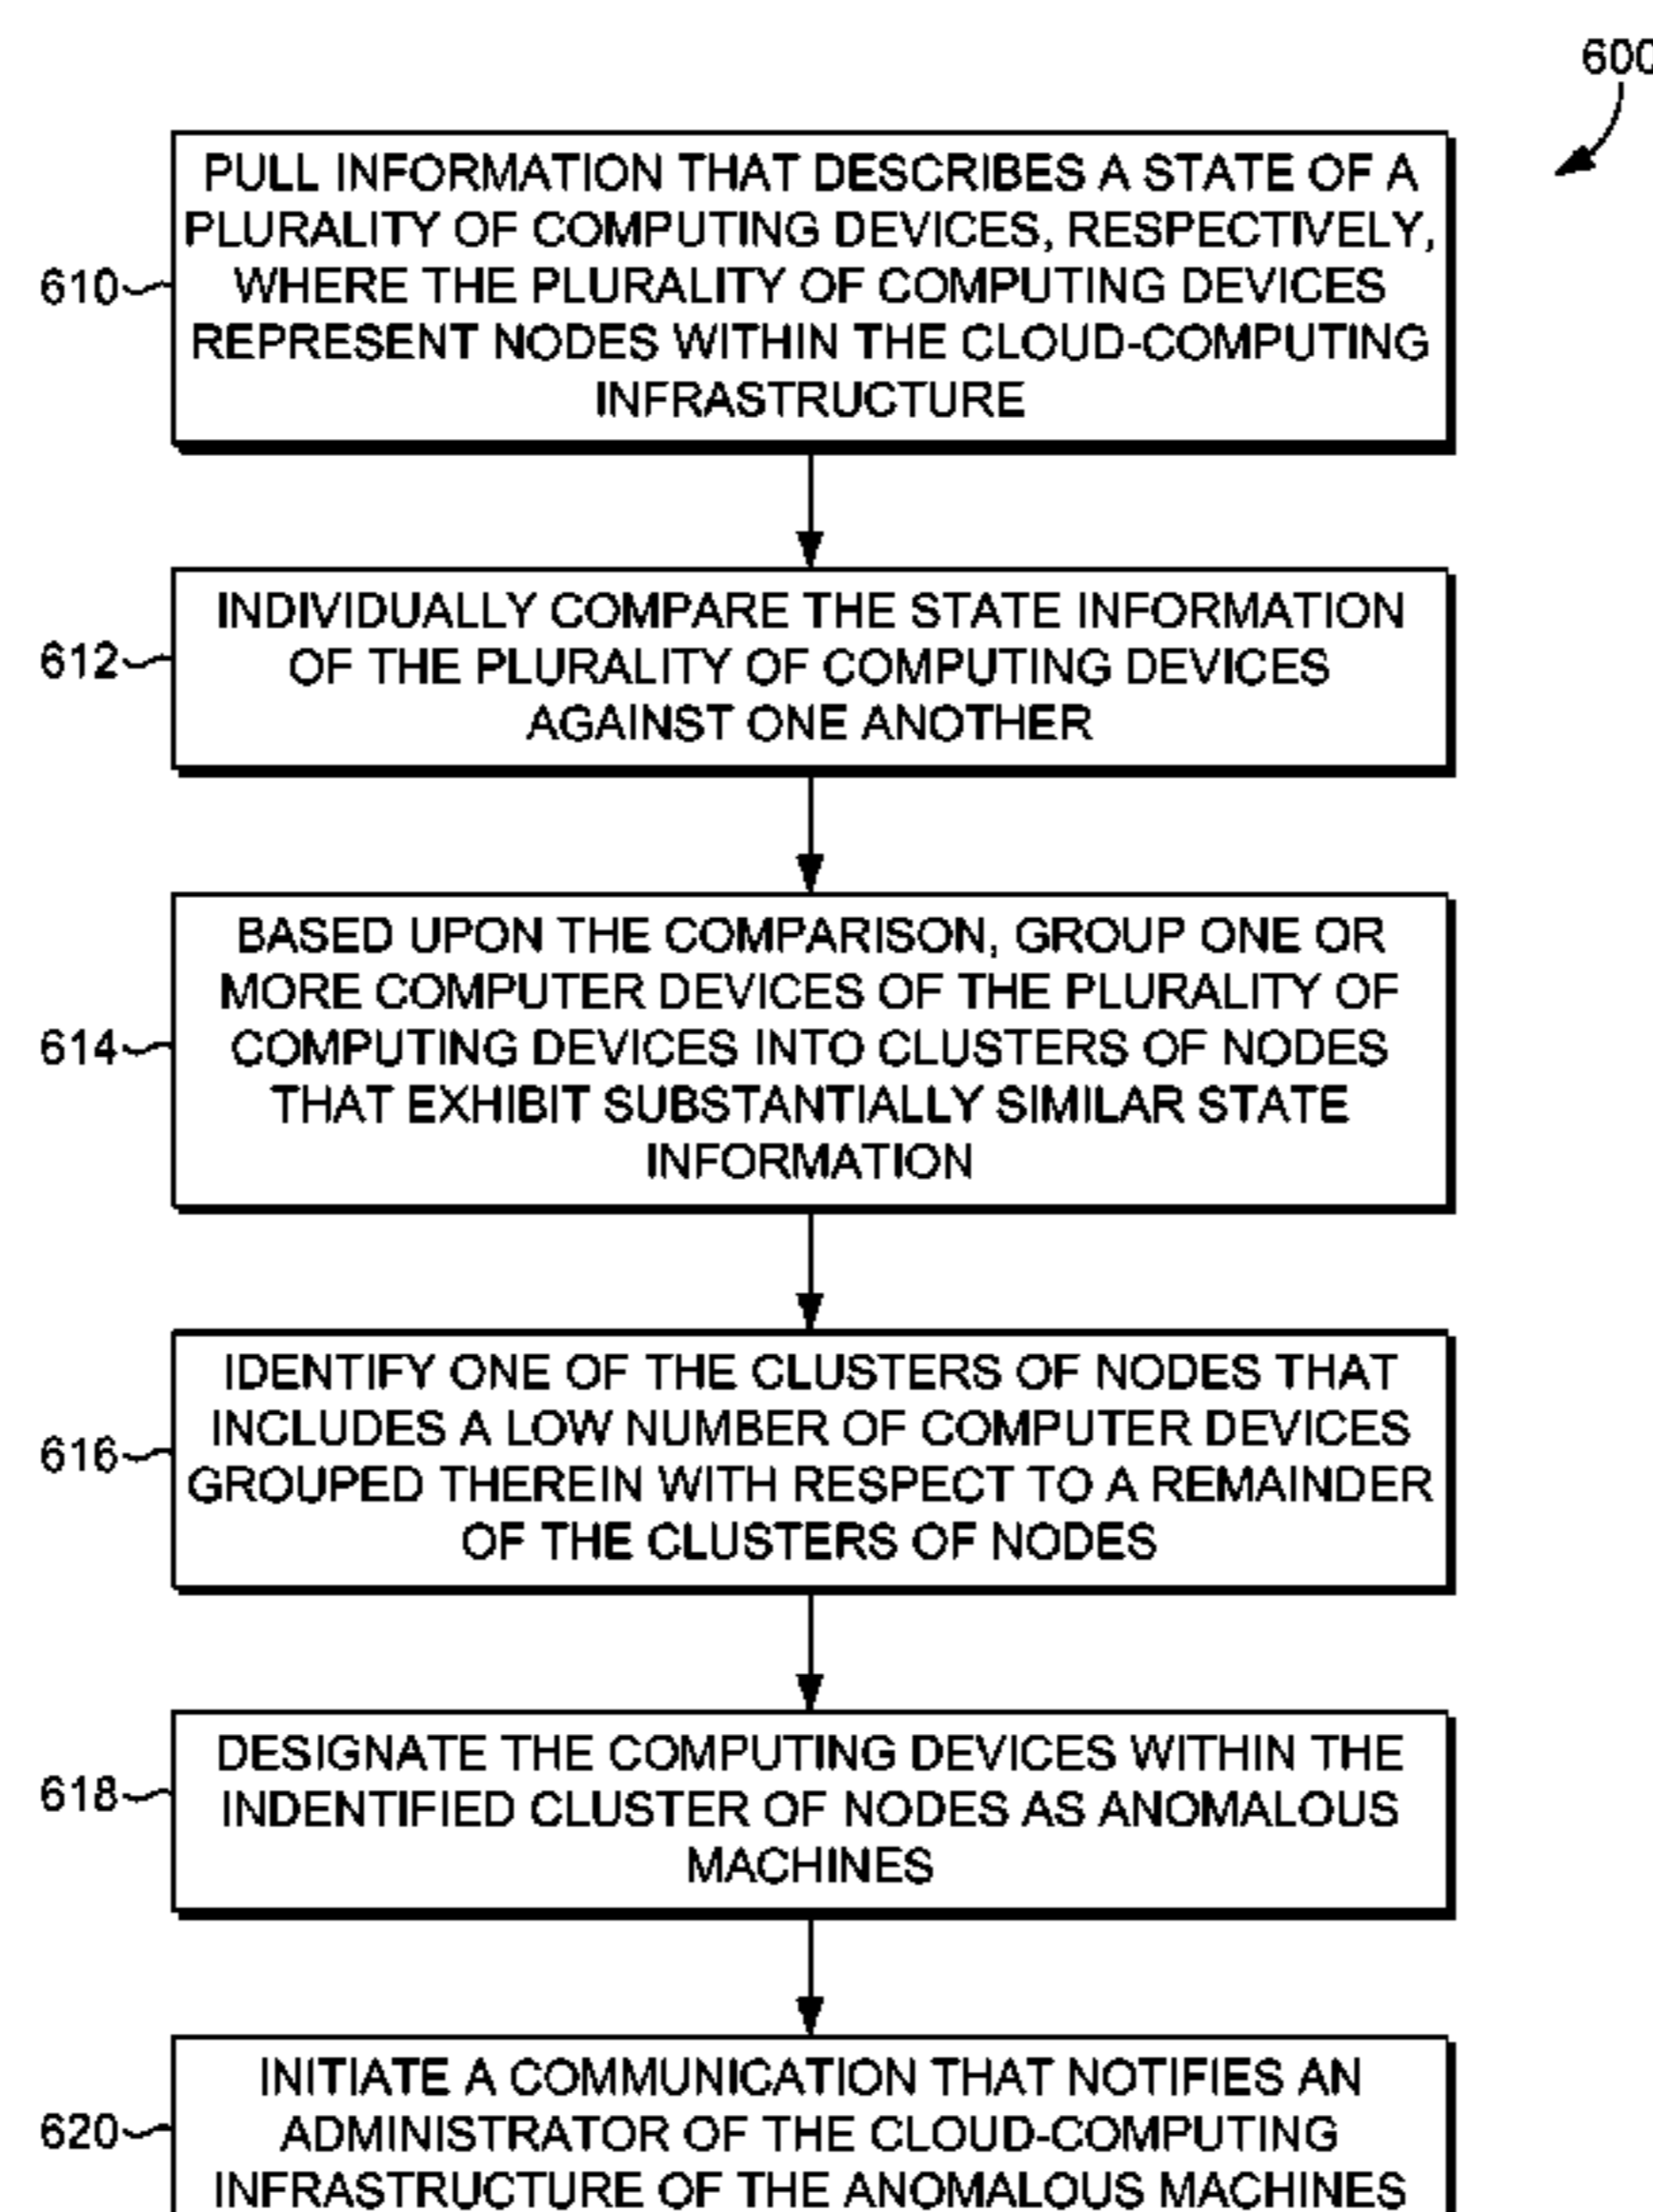 600
PULL INFORMATION THAT DESCRIBES A STATE OF A
PLURALITY OF COMPUTING DEVICES, RESPECTIVELY,
WHERE THE PLURALITY OF COMPUTING DEVICES
REPRESENT NODES WITHIN THE CLOUD-COMPUTING
INFRASTRUCTURE
610
INDIVIDUALLY COMPARE THE STATE INFORMATION
OF THE PLURALITY OF COMPUTING DEVICES
AGAINST ONE ANOTHER
612
BASED UPON THE COMPARISON, GROUP ONE OR
MORE COMPUTER DEVICES OF THE PLURALITY OF
COMPUTING DEVICES INTO CLUSTERS OF NODES
THAT EXHIBIT SUBSTANTIALLY SIMILAR STATE
INFORMATION
614
IDENTIFY ONE OF THE CLUSTERS OF NODES THAT
INCLUDES A LOW NUMBER OF COMPUTER DEVICES
GROUPED THEREIN WITH RESPECT TO A REMAINDER
OF THE CLUSTERS OF NODES
616
DESIGNATE THE COMPUTING DEVICES WITHIN THE
INDENTIFIED CLUSTER OF NODES AS ANOMALOUS
MACHINES
618
INITIATE A COMMUNICATION THAT NOTIFIES AN
ADMINISTRATOR OF THE CLOUD-COMPUTING
INFRASTRUCTURE OF THE ANOMALOUS MACHINES
620